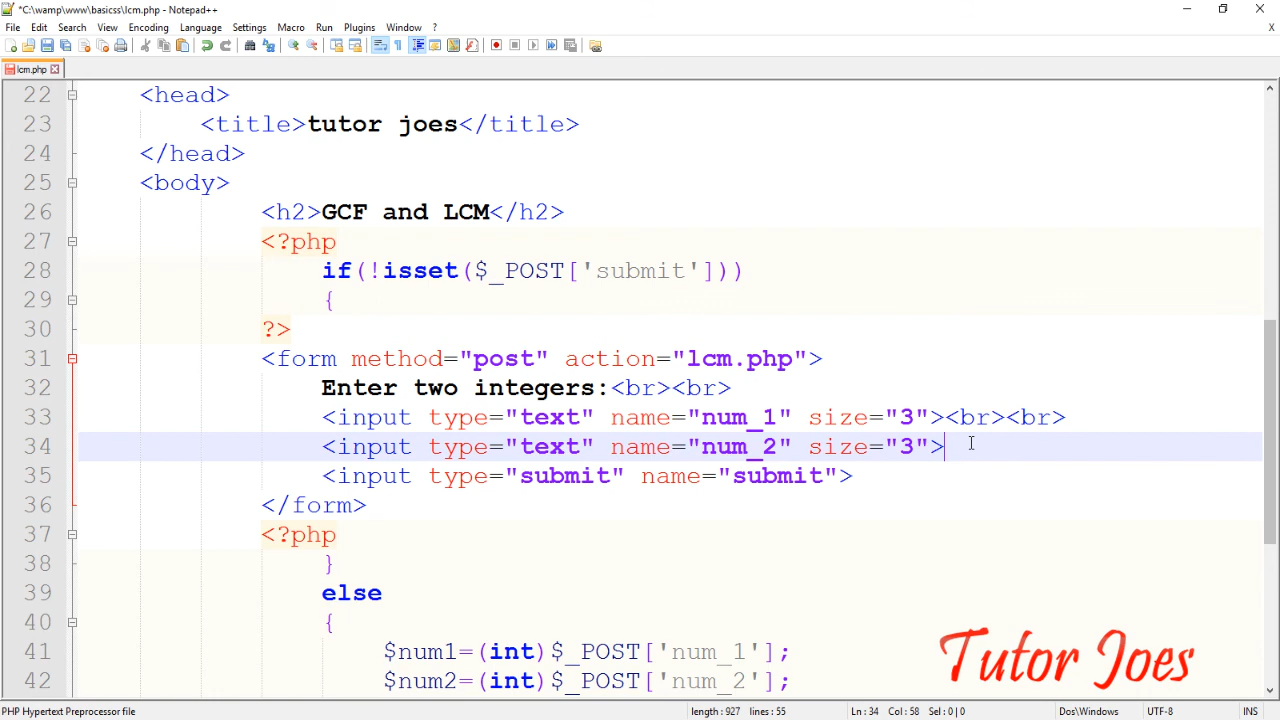 *C:\wamp\www\basicss\lcm.php - Notepad++
File Edit Search View Encoding Language Settings Macro Run Plugins Window ?
X
lcm.php
22 <head>
23 <title>tutor joes</title>
24 </head>
25 <body>
26 <h2>GCF and LCM</h2>
27 <?php
28 if(!isset($_POST['submit']))
29 {
30 ?>
31 <form method="post" action="lcm.php">
32 Enter two integers:<br><br>
33 <input type="text" name="num_1" size="3"><br><br>
34 <input type="text" name="num_2" size="3">
35 <input type="submit" name="submit">
36 </form>
37 <?php
38 }
39 else
40 {
41 $num1=(int)$_POST['num_1'];
42 $num2=(int)$_POST['num_2'];
Tutor Joes
PHP Hypertext Preprocessor file length : 927 lines : 55 Ln : 34 Col : 58 Sel : 0 | 0 Dos\Windows UTF-8 INS